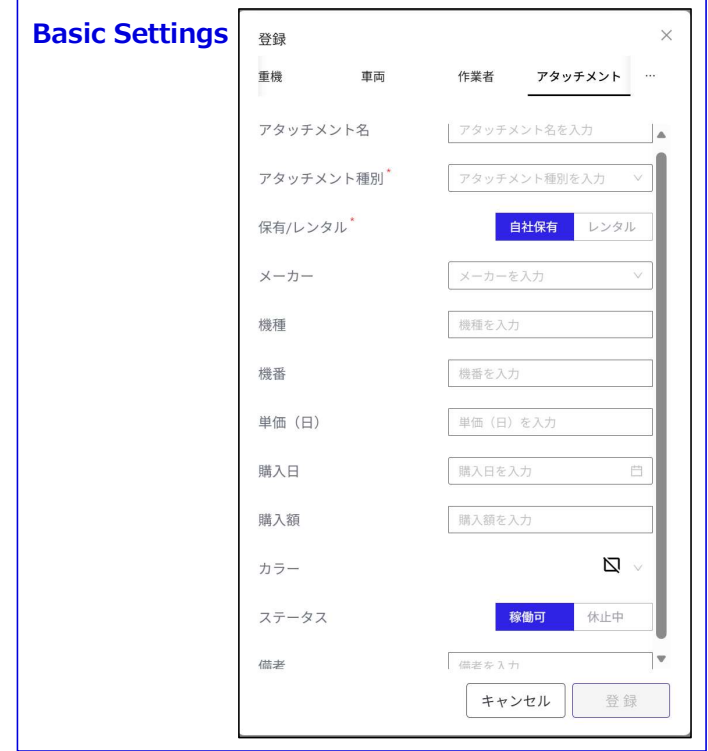 Basic Settings
登録
重機 車両 作業者 アタッチメント ...
アタッチメント名 アタッチメント名を入力
アタッチメント種別* アタッチメント種別を入力
保有/レンタル* 自社保有 レンタル
メーカー メーカーを入力
機種 機種を入力
機番 機番を入力
単価（日） 単価（日）を入力
購入日 購入日を入力
購入額 購入額を入力
カラー
ステータス 稼働可 休止中
備考 備考を入力
キャンセル 登録